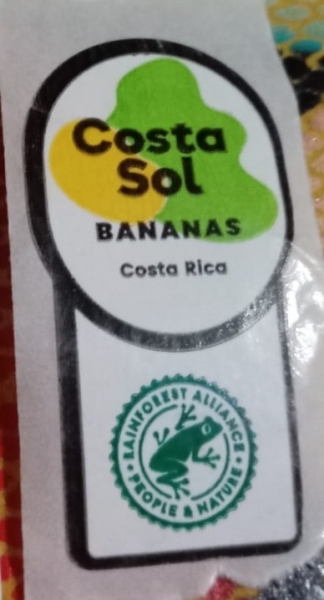 Costa
Sol
BANANAS
Costa Rica
RAINFOREST ALLIANCE
PEOPLE & NATURE